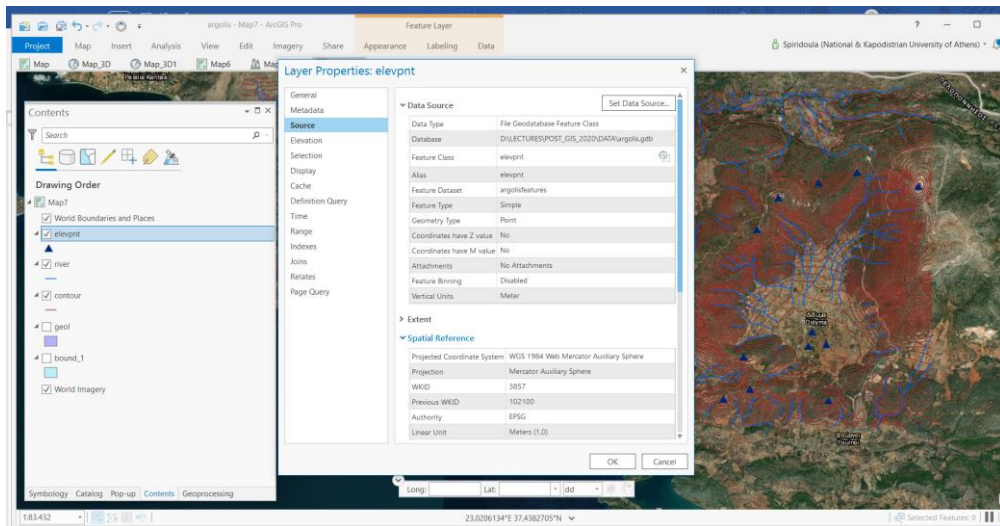 argolis - Map7 - ArcGIS Pro
Feature Layer
?
Project Map Insert Analysis View Edit Imagery Share Appearance Labeling Data
Spiridoula (National & Kapodistrian University of Athens)
Map Map_3D Map_3D1 Map6 Map
Layer Properties: elevpnt
Contents
Search
Drawing Order
Map7
World Boundaries and Places
elevpnt
river
contour
geol
bound_1
World Imagery
Symbology Catalog Pop-up Contents Geoprocessing
General
Metadata
Source
Elevation
Selection
Display
Cache
Definition Query
Time
Range
Indexes
Joins
Relates
Page Query
Data Source
Set Data Source...
Data Type File Geodatabase Feature Class
Database D:\LECTURES\POST_GIS_2020\DATA\argolis.gdb
Feature Class elevpnt
Alias elevpnt
Feature Dataset argolisfeatures
Feature Type Simple
Geometry Type Point
Coordinates have Z value No
Coordinates have M value No
Attachments No Attachments
Feature Binning Disabled
Vertical Units Meter
Extent
Spatial Reference
Projected Coordinate System WGS 1984 Web Mercator Auxiliary Sphere
Projection Mercator Auxiliary Sphere
WKID 3857
Previous WKID 102100
Authority EPSG
Linear Unit Meters (1,0)
OK Cancel
Δίδυμα
Didyma
Long: Lat: dd
1:83.432
23,0206134°E 37,4382705°N
Selected Features: 0